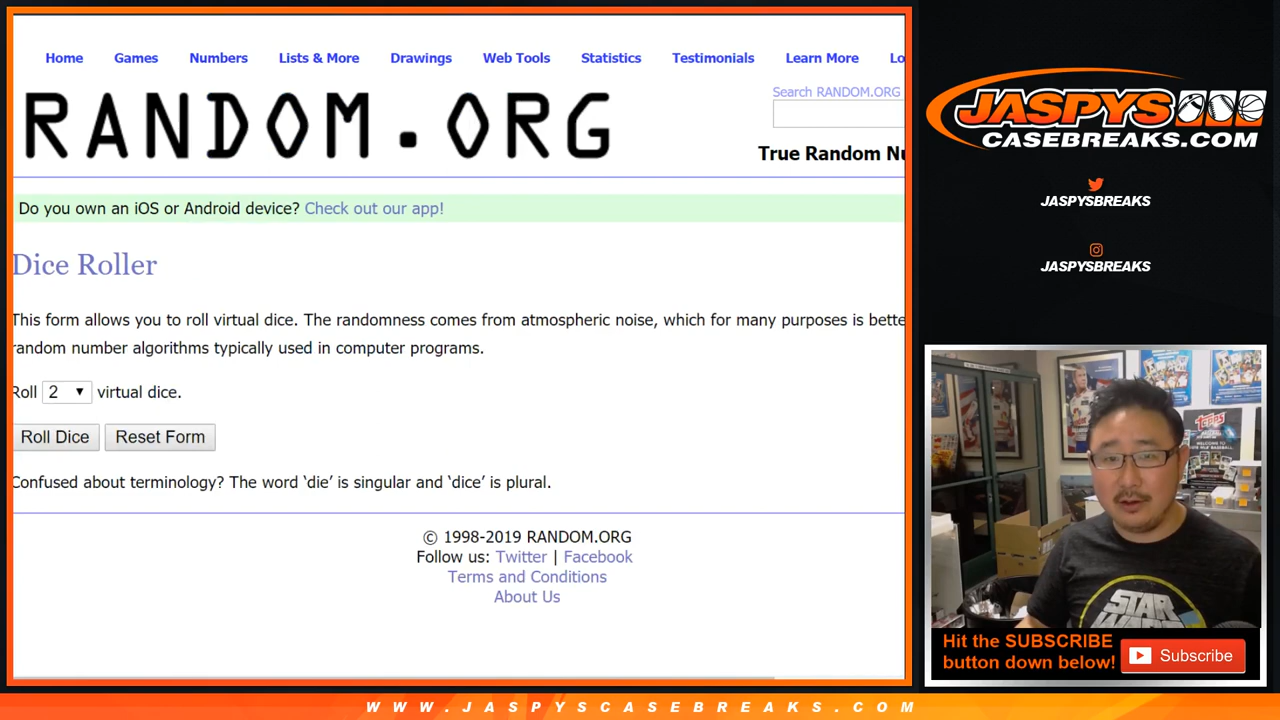 Home Games Numbers Lists & More Drawings Web Tools Statistics Testimonials Learn More Lo
Search RANDOM.ORG
RANDOM.ORG
True Random Nu
Do you own an iOS or Android device? Check out our app!
Dice Roller
This form allows you to roll virtual dice. The randomness comes from atmospheric noise, which for many purposes is bette
random number algorithms typically used in computer programs.
Roll 2 virtual dice.
Roll Dice Reset Form
Confused about terminology? The word ‘die’ is singular and ‘dice’ is plural.
© 1998-2019 RANDOM.ORG
Follow us: Twitter | Facebook
Terms and Conditions
About Us
JASPYS
CASEBREAKS.COM
JASPYSBREAKS
JASPYSBREAKS
topps
STAR
Hit the SUBSCRIBE
button down below!
Subscribe
WWW.JASPYSCASEBREAKS.COM